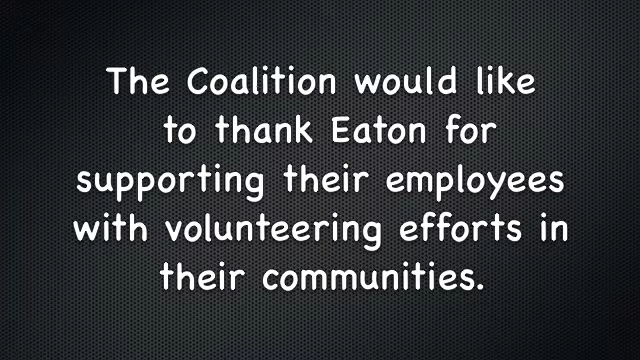 The Coalition would like
to thank Eaton for
supporting their employees
with volunteering efforts in
their communities.